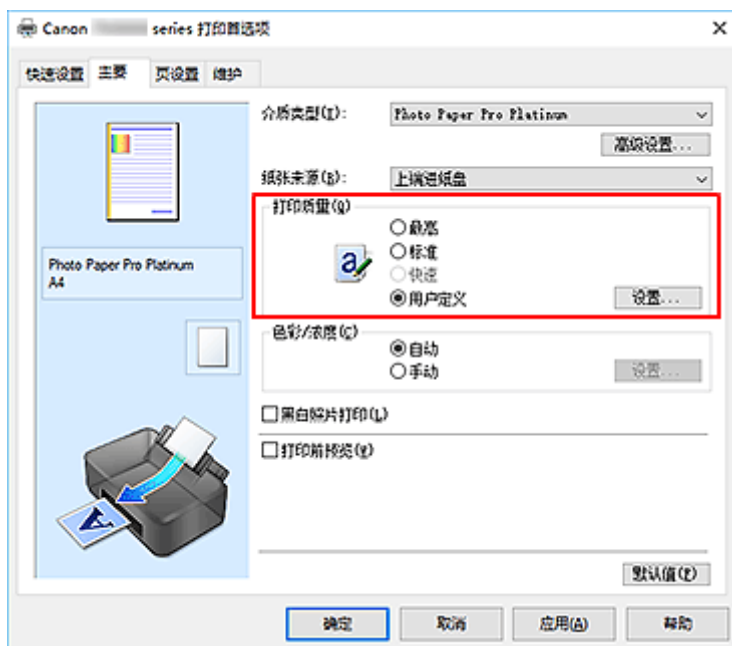 Canon series 打印首选项
快速设置 主要 页设置 维护
介质类型(I): Photo Paper Pro Platinum
高级设置...
纸张来源(B): 上端进纸盘
打印质量(Q)
最高
标准
快速
用户定义 设置...
Photo Paper Pro Platinum
A4
色彩/浓度(C)
自动
手动 设置...
黑白照片打印(L)
打印前预览(V)
默认值(F)
确定 取消 应用(A) 帮助